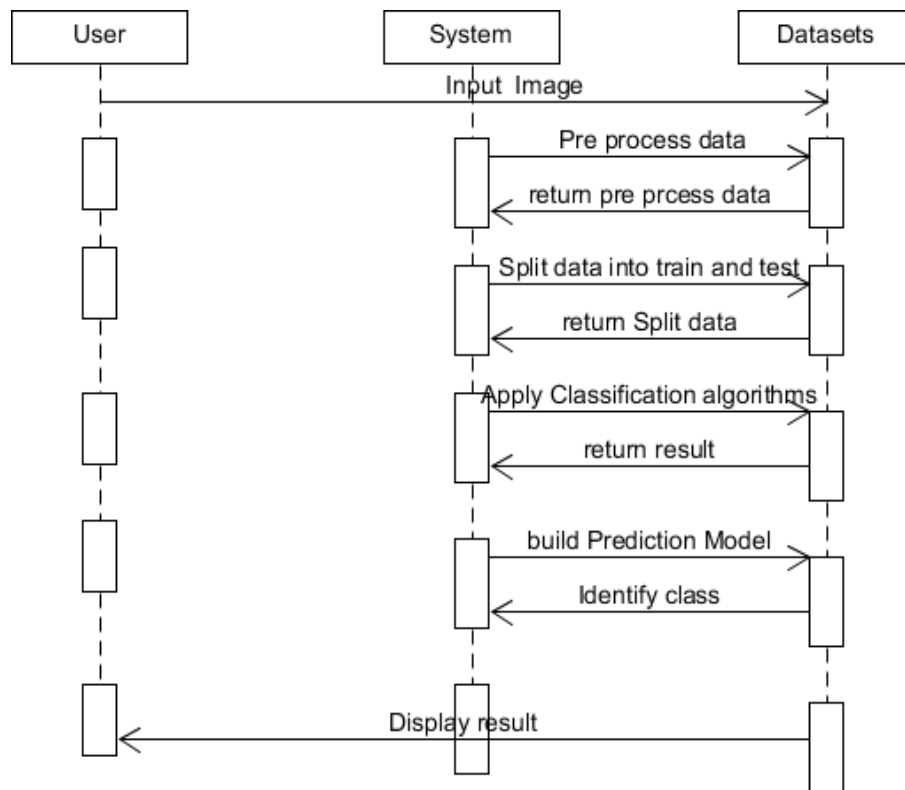 User
System
Datasets
Input Image
Pre process data
return pre prcess data
Split data into train and test
return Split data
Apply Classification algorithms
return result
build Prediction Model
Identify class
Display result